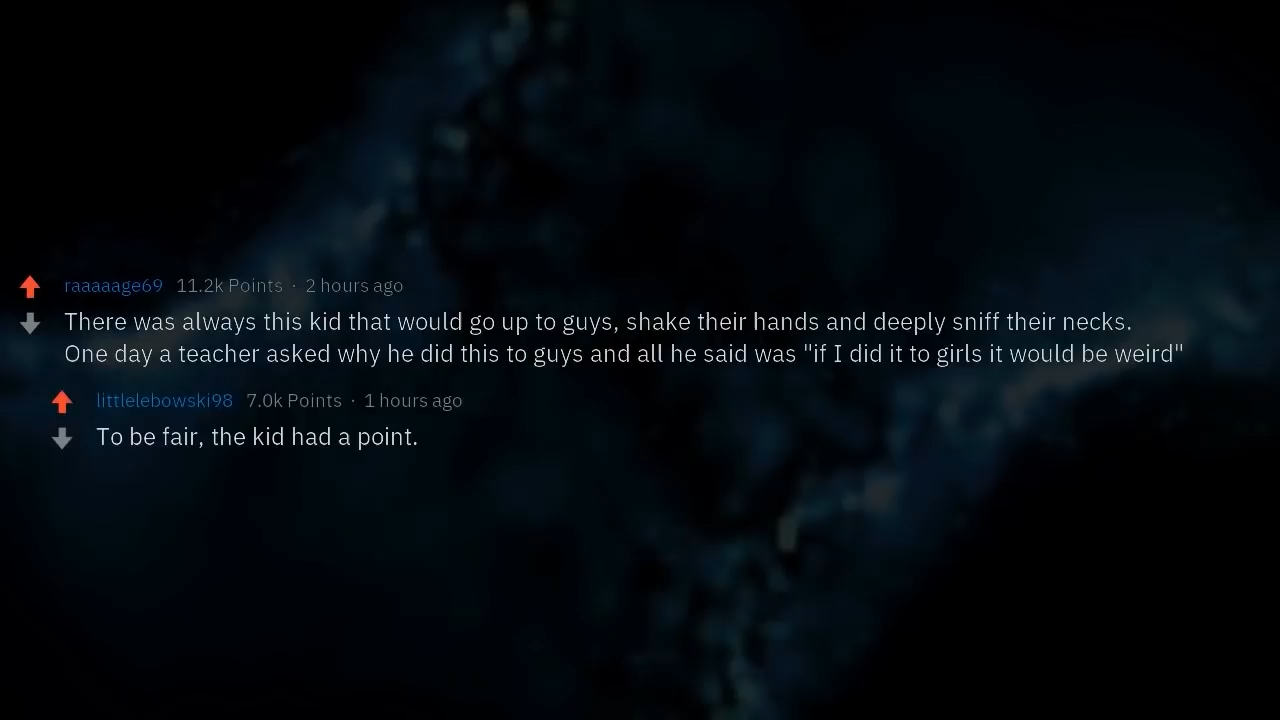 raaaaage69 11.2k Points · 2 hours ago
There was always this kid that would go up to guys, shake their hands and deeply sniff their necks.
One day a teacher asked why he did this to guys and all he said was "if I did it to girls it would be weird"
littlelebowski98 7.0k Points · 1 hours ago
To be fair, the kid had a point.